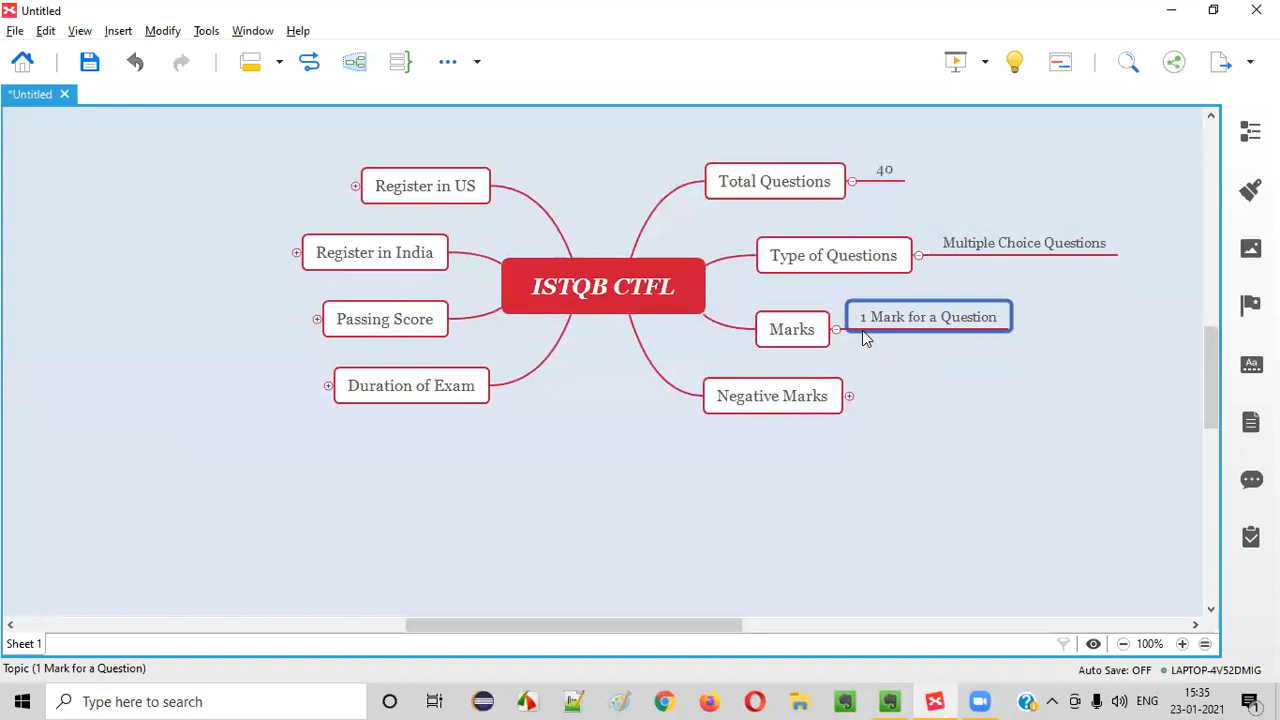 Untitled
File Edit View Insert Modify Tools Window Help
*Untitled
Register in US
Total Questions
40
Register in India
Type of Questions
Multiple Choice Questions
ISTQB CTFL
Passing Score
Marks
1 Mark for a Question
Duration of Exam
Negative Marks
Aa
Sheet 1
100%
Topic (1 Mark for a Question)
Auto Save: OFF LAPTOP-4V52DMIG
Type here to search
ENG
15:35
23-01-2021
1